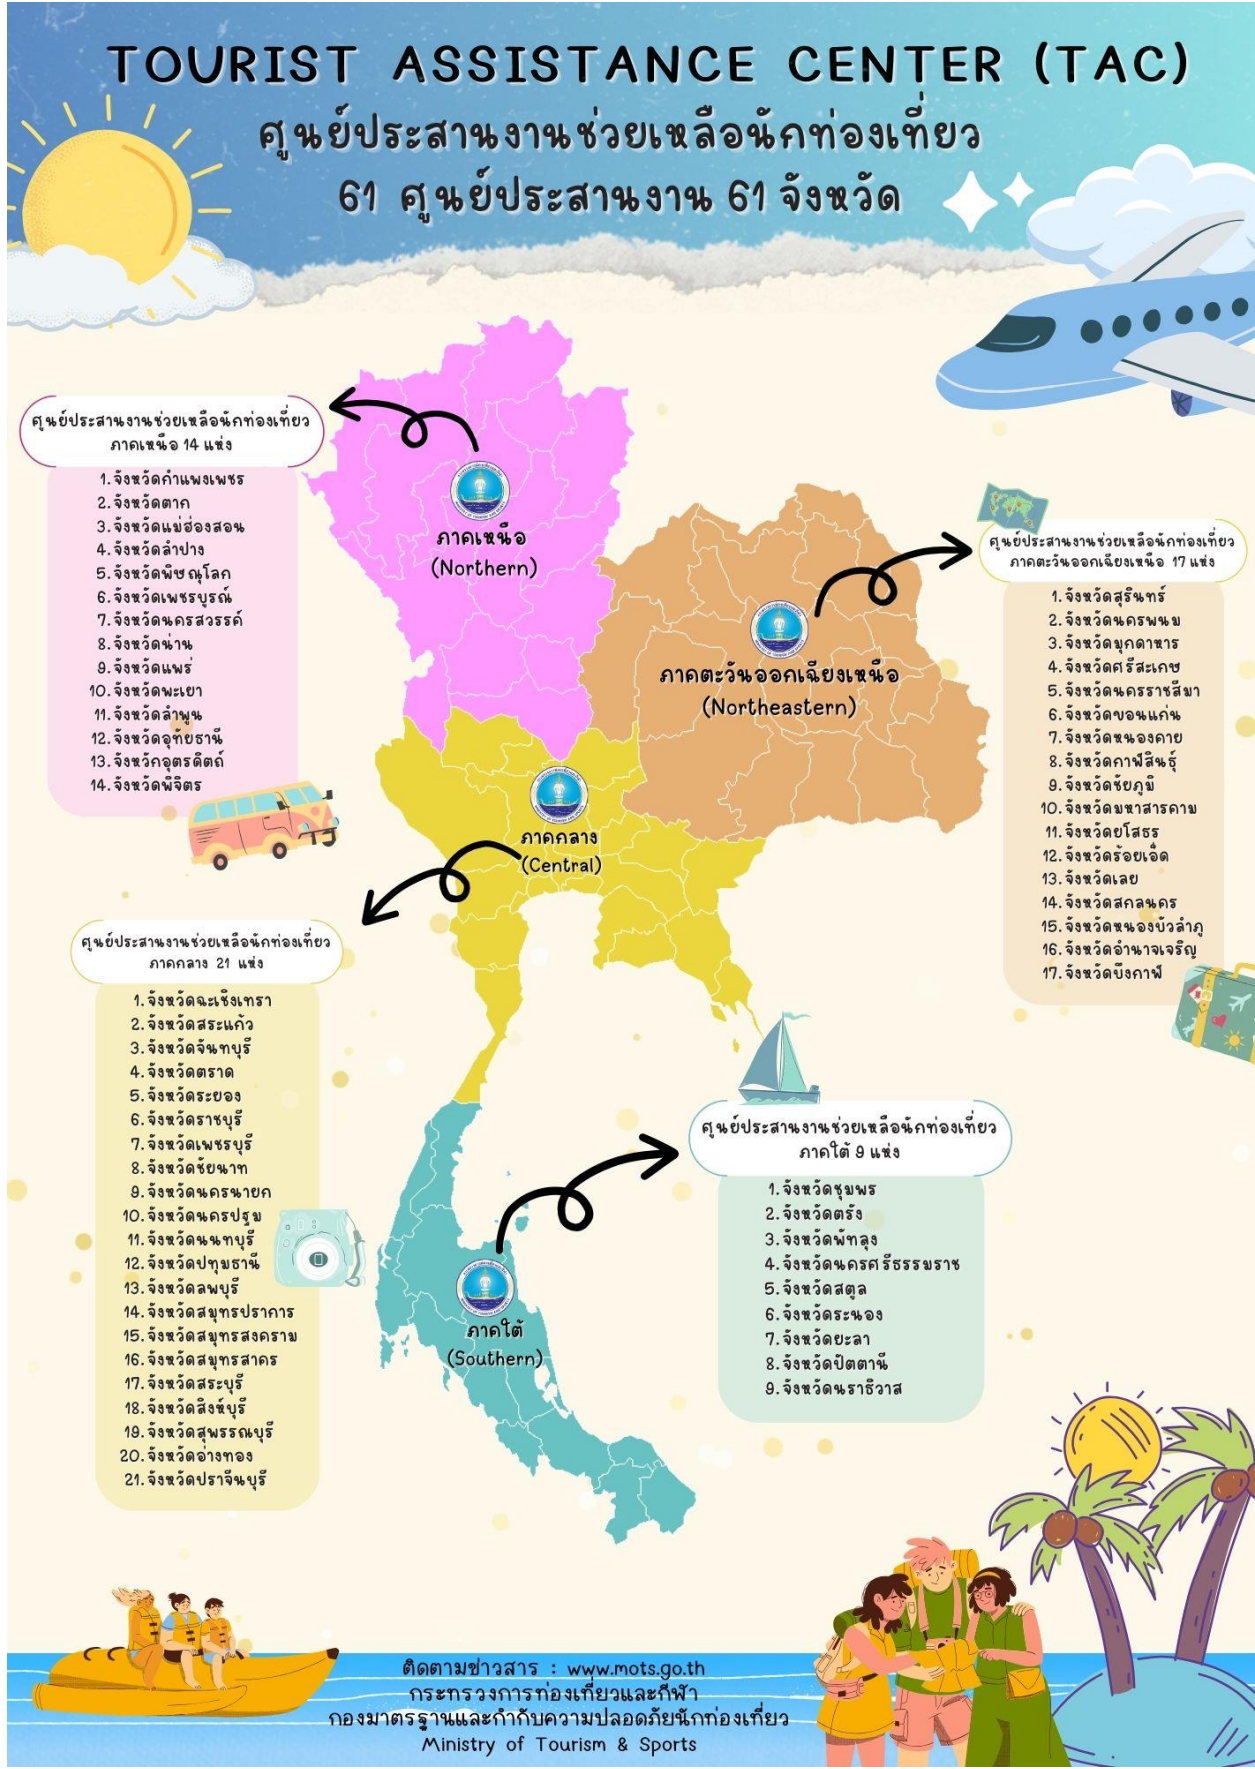 TOURIST ASSISTANCE CENTER (TAC)
ศูนย์ประสานงานช่วยเหลือนักท่องเที่ยว
61 ศูนย์ประสานงาน 61 จังหวัด
ศูนย์ประสานงานช่วยเหลือนักท่องเที่ยว
ภาคเหนือ 14 แห่ง
1. จังหวัดกำแพงเพชร
2. จังหวัดตาก
3. จังหวัดแม่ฮ่องสอน
4. จังหวัดลำปาง
5. จังหวัดพิษณุโลก
6. จังหวัดเพชรบูรณ์
7. จังหวัดนครสวรรค์
8. จังหวัดน่าน
9. จังหวัดแพร่
10. จังหวัดพะเยา
11. จังหวัดลำพูน
12. จังหวัดอุทัยธานี
13. จังหวัดอุตรดิตถ์
14. จังหวัดพิจิตร
ภาคเหนือ
(Northern)
ศูนย์ประสานงานช่วยเหลือนักท่องเที่ยว
ภาคตะวันออกเฉียงเหนือ 17 แห่ง
1. จังหวัดสุรินทร์
2. จังหวัดนครพนม
3. จังหวัดมุกดาหาร
4. จังหวัดศรีสะเกษ
5. จังหวัดนครราชสีมา
6. จังหวัดขอนแก่น
7. จังหวัดหนองคาย
8. จังหวัดกาฬสินธุ์
9. จังหวัดชัยภูมิ
10. จังหวัดมหาสารคาม
11. จังหวัดยโสธร
12. จังหวัดร้อยเอ็ด
13. จังหวัดเลย
14. จังหวัดสกลนคร
15. จังหวัดหนองบัวลำภู
16. จังหวัดอำนาจเจริญ
17. จังหวัดบึงกาฬ
ภาคตะวันออกเฉียงเหนือ
(Northeastern)
ภาคกลาง
(Central)
ศูนย์ประสานงานช่วยเหลือนักท่องเที่ยว
ภาคกลาง 21 แห่ง
1. จังหวัดฉะเชิงเทรา
2. จังหวัดสระแก้ว
3. จังหวัดจันทบุรี
4. จังหวัดตราด
5. จังหวัดระยอง
6. จังหวัดราชบุรี
7. จังหวัดเพชรบุรี
8. จังหวัดชัยนาท
9. จังหวัดนครนายก
10. จังหวัดนครปฐม
11. จังหวัดนนทบุรี
12. จังหวัดปทุมธานี
13. จังหวัดลพบุรี
14. จังหวัดสมุทรปราการ
15. จังหวัดสมุทรสงคราม
16. จังหวัดสมุทรสาคร
17. จังหวัดสระบุรี
18. จังหวัดสิงห์บุรี
19. จังหวัดสุพรรณบุรี
20. จังหวัดอ่างทอง
21. จังหวัดปราจีนบุรี
ศูนย์ประสานงานช่วยเหลือนักท่องเที่ยว
ภาคใต้ 9 แห่ง
1. จังหวัดชุมพร
2. จังหวัดตรัง
3. จังหวัดพัทลุง
4. จังหวัดนครศรีธรรมราช
5. จังหวัดสตูล
6. จังหวัดระนอง
7. จังหวัดยะลา
8. จังหวัดปัตตานี
9. จังหวัดนราธิวาส
ภาคใต้
(Southern)
ติดตามข่าวสาร : www.mots.go.th
กระทรวงการท่องเที่ยวและกีฬา
กองมาตรฐานและกำกับความปลอดภัยนักท่องเที่ยว
Ministry of Tourism & Sports